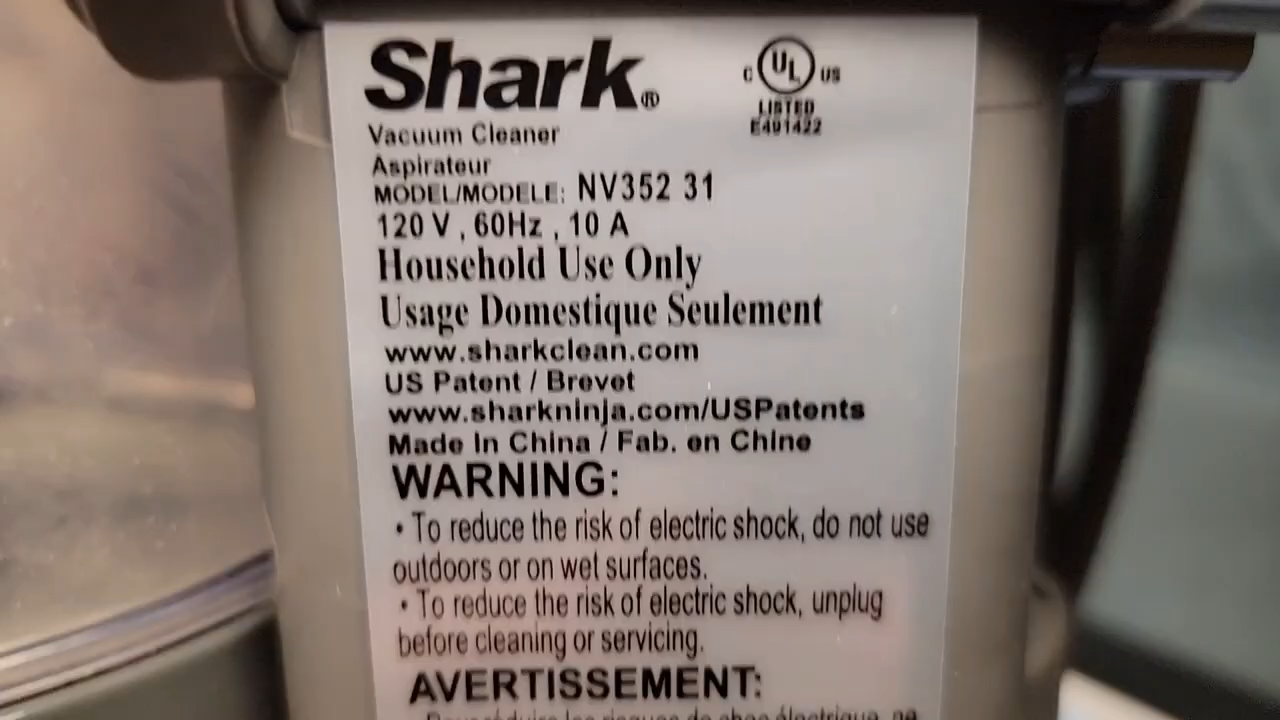 Shark®
C UL US
LISTED
E491422
Vacuum Cleaner
Aspirateur
MODEL/MODELE: NV352 31
120 V , 60Hz , 10 A
Household Use Only
Usage Domestique Seulement
www.sharkclean.com
US Patent / Brevet
www.sharkninja.com/USPatents
Made In China / Fab. en Chine
WARNING:
• To reduce the risk of electric shock, do not use
outdoors or on wet surfaces.
• To reduce the risk of electric shock, unplug
before cleaning or servicing.
AVERTISSEMENT: